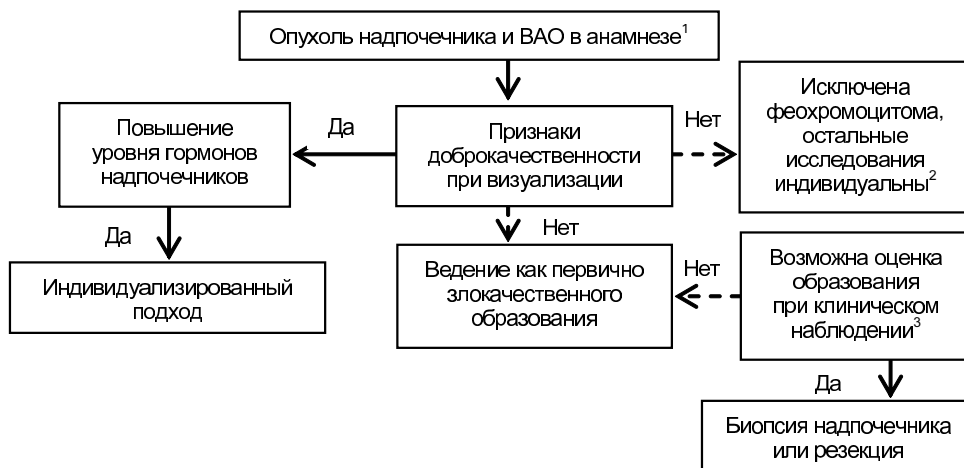 Опухоль надпочечника и ВАО в анамнезе¹
Повышение
уровня гормонов
надпочечников
Да
Признаки
доброкачественности
при визуализации
Нет
Исключена
феохромоцитома,
остальные
исследования
индивидуальны²
Да
Нет
Индивидуализированный
подход
Ведение как первично
злокачественного
образования
Нет
Возможна оценка
образования
при клиническом
наблюдении³
Да
Биопсия надпочечника
или резекция